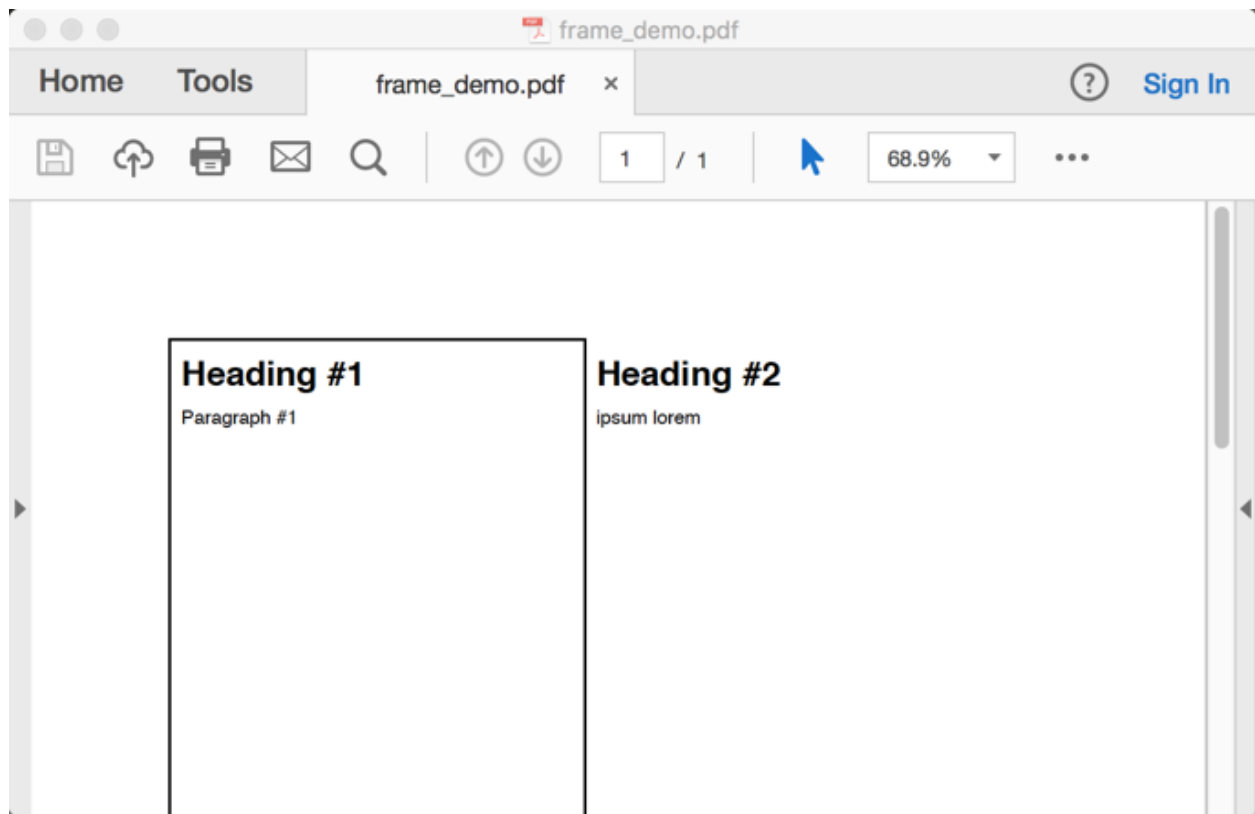 frame_demo.pdf
Home Tools frame_demo.pdf × ? Sign In
1 / 1 68.9%
Heading #1
Paragraph #1
Heading #2
ipsum lorem